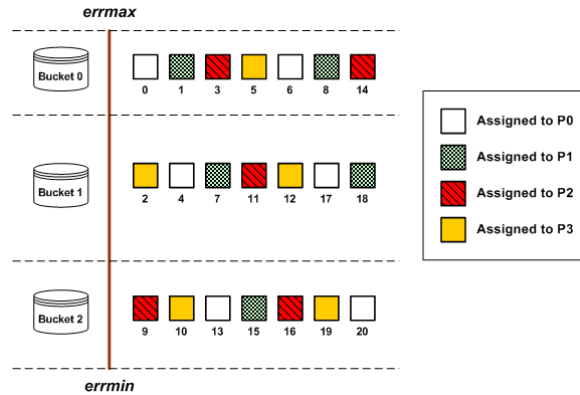 errmax
Bucket 0
0 1 3 5 6 8 14
Assigned to P0
Assigned to P1
Bucket 1
2 4 7 11 12 17 18
Assigned to P2
Assigned to P3
Bucket 2
9 10 13 15 16 19 20
errmin